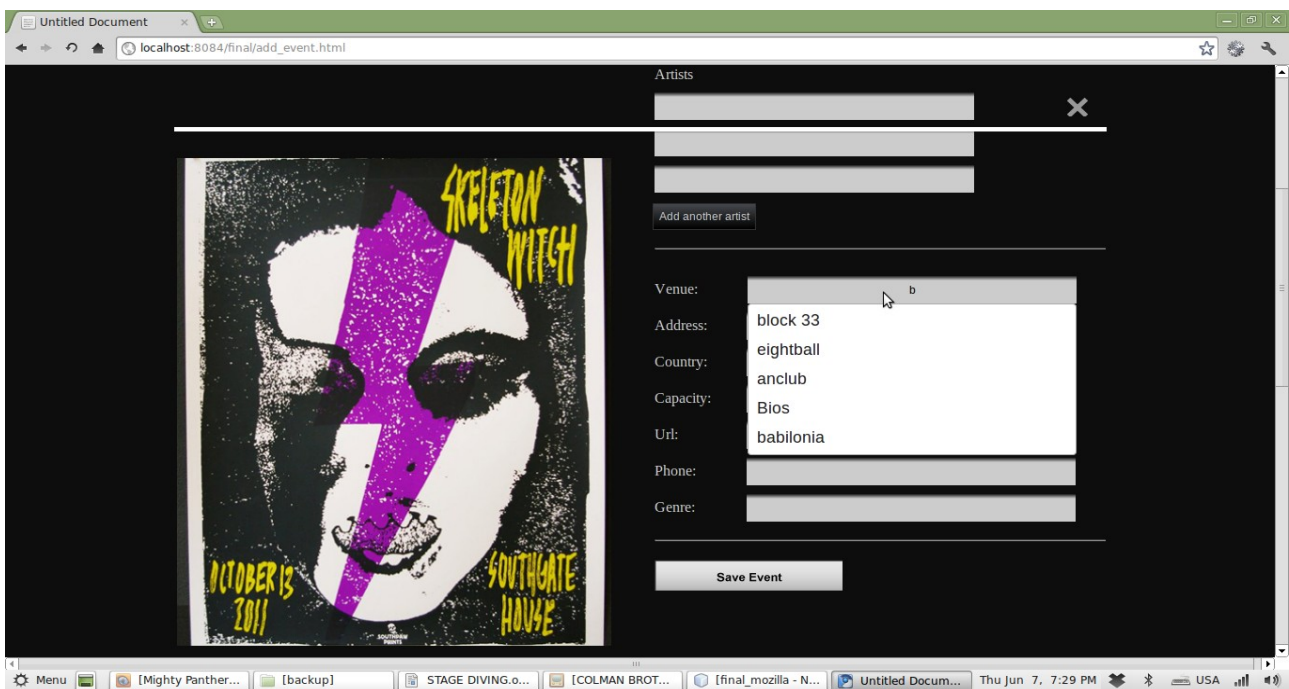 Untitled Document
localhost:8084/final/add_event.html
Artists
SKELETON
WITCH
OCTOBER 13
2011
SOUTHGATE
HOUSE
SOUTHPAW
PRINTS
Add another artist
Venue:
b
block 33
eightball
anclub
Bios
babilonia
Address:
Country:
Capacity:
Url:
Phone:
Genre:
Save Event
Menu
[Mighty Panther...
[backup]
STAGE DIVING.o...
[COLMAN BROT...
[final_mozilla - N...
Untitled Docum...
Thu Jun 7, 7:29 PM
USA